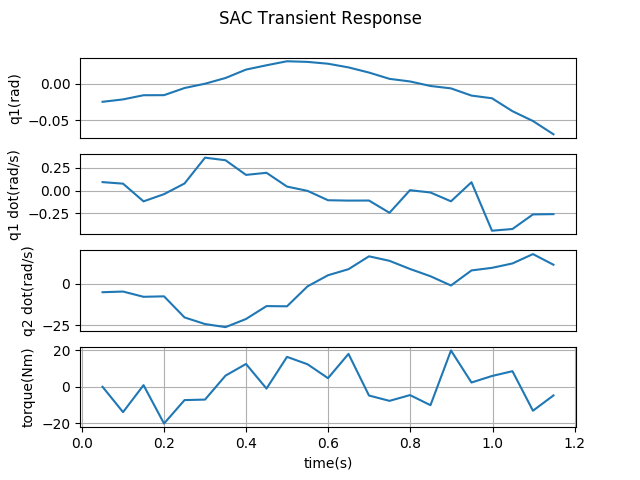 SAC Transient Response
q1(rad)
0.00
−0.05
q1 dot(rad/s)
0.25
0.00
−0.25
q2 dot(rad/s)
0
−25
torque(Nm)
20
0
−20
0.0 0.2 0.4 0.6 0.8 1.0 1.2
time(s)